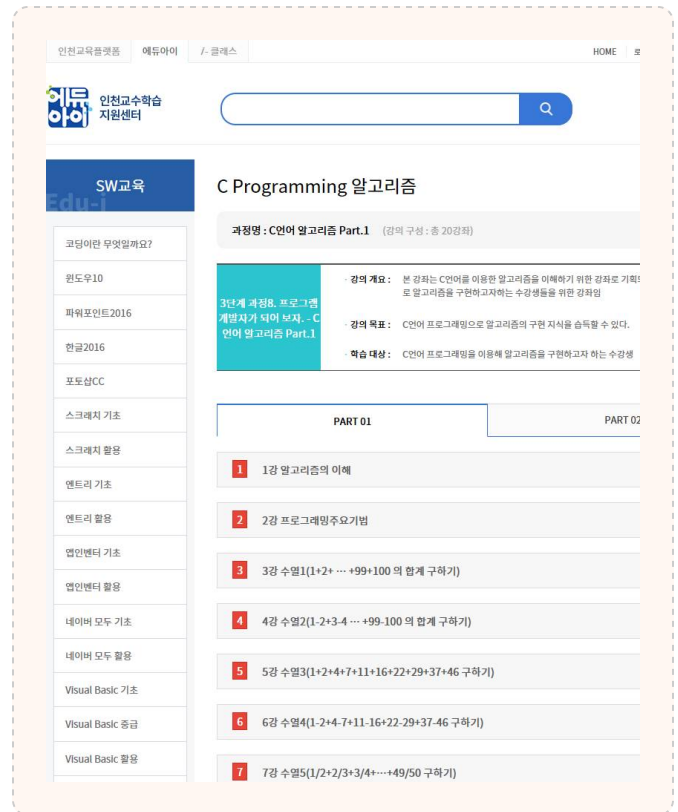 인천교육플랫폼 에듀아이 i-클래스 HOME
에듀아이 인천교수학습
지원센터
SW교육
Edu-i
코딩이란 무엇일까요?
윈도우10
파워포인트2016
한글2016
포토샵CC
스크래치 기초
스크래치 활용
엔트리 기초
엔트리 활용
앱인벤터 기초
앱인벤터 활용
네이버 모두 기초
네이버 모두 활용
Visual Basic 기초
Visual Basic 중급
Visual Basic 활용
C Programming 알고리즘
과정명 : C언어 알고리즘 Part.1 (강의 구성 : 총 20강좌)
3단계 과정8. 프로그램
개발자가 되어 보자. - C
언어 알고리즘 Part.1
· 강의 개요 : 본 강좌는 C언어를 이용한 알고리즘을 이해하기 위한 강좌로
로 알고리즘을 구현하고자하는 수강생들을 위한 강좌임
· 강의 목표 : C언어 프로그래밍으로 알고리즘의 구현 지식을 습득할 수 있다.
· 학습 대상 : C언어 프로그래밍을 이용해 알고리즘을 구현하고자 하는 수강생
PART 01 PART 02
1 1강 알고리즘의 이해
2 2강 프로그래밍주요기법
3 3강 수열1(1+2+ ··· +99+100 의 합계 구하기)
4 4강 수열2(1-2+3-4 ··· +99-100 의 합계 구하기)
5 5강 수열3(1+2+4+7+11+16+22+29+37+46 구하기)
6 6강 수열4(1-2+4-7+11-16+22-29+37-46 구하기)
7 7강 수열5(1/2+2/3+3/4+···+49/50 구하기)